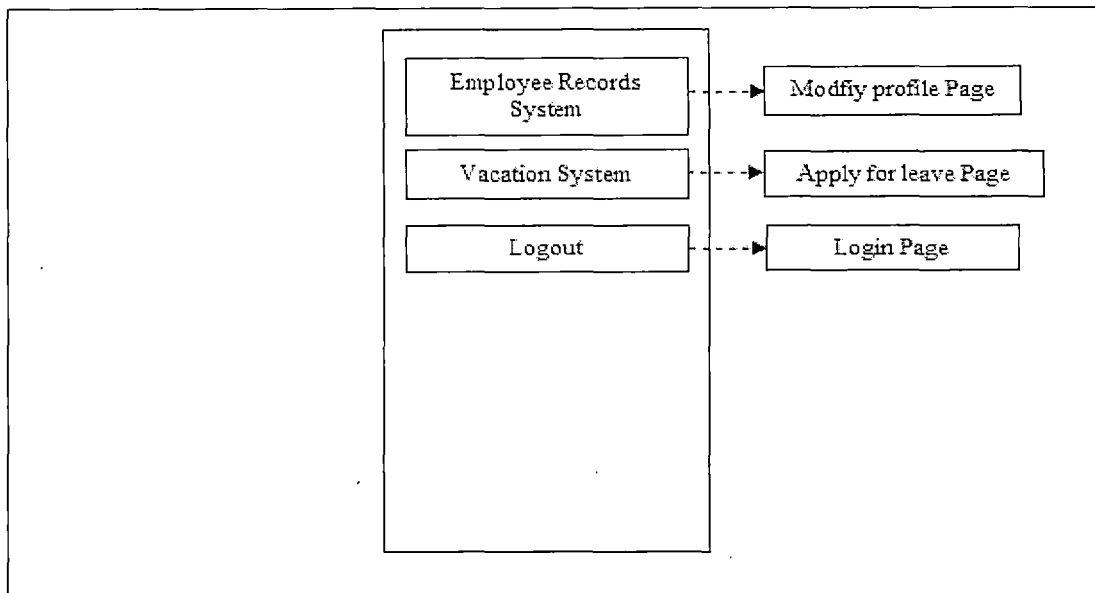 Employee Records
System
Modfiy profile Page
Vacation System
Apply for leave Page
Logout
Login Page